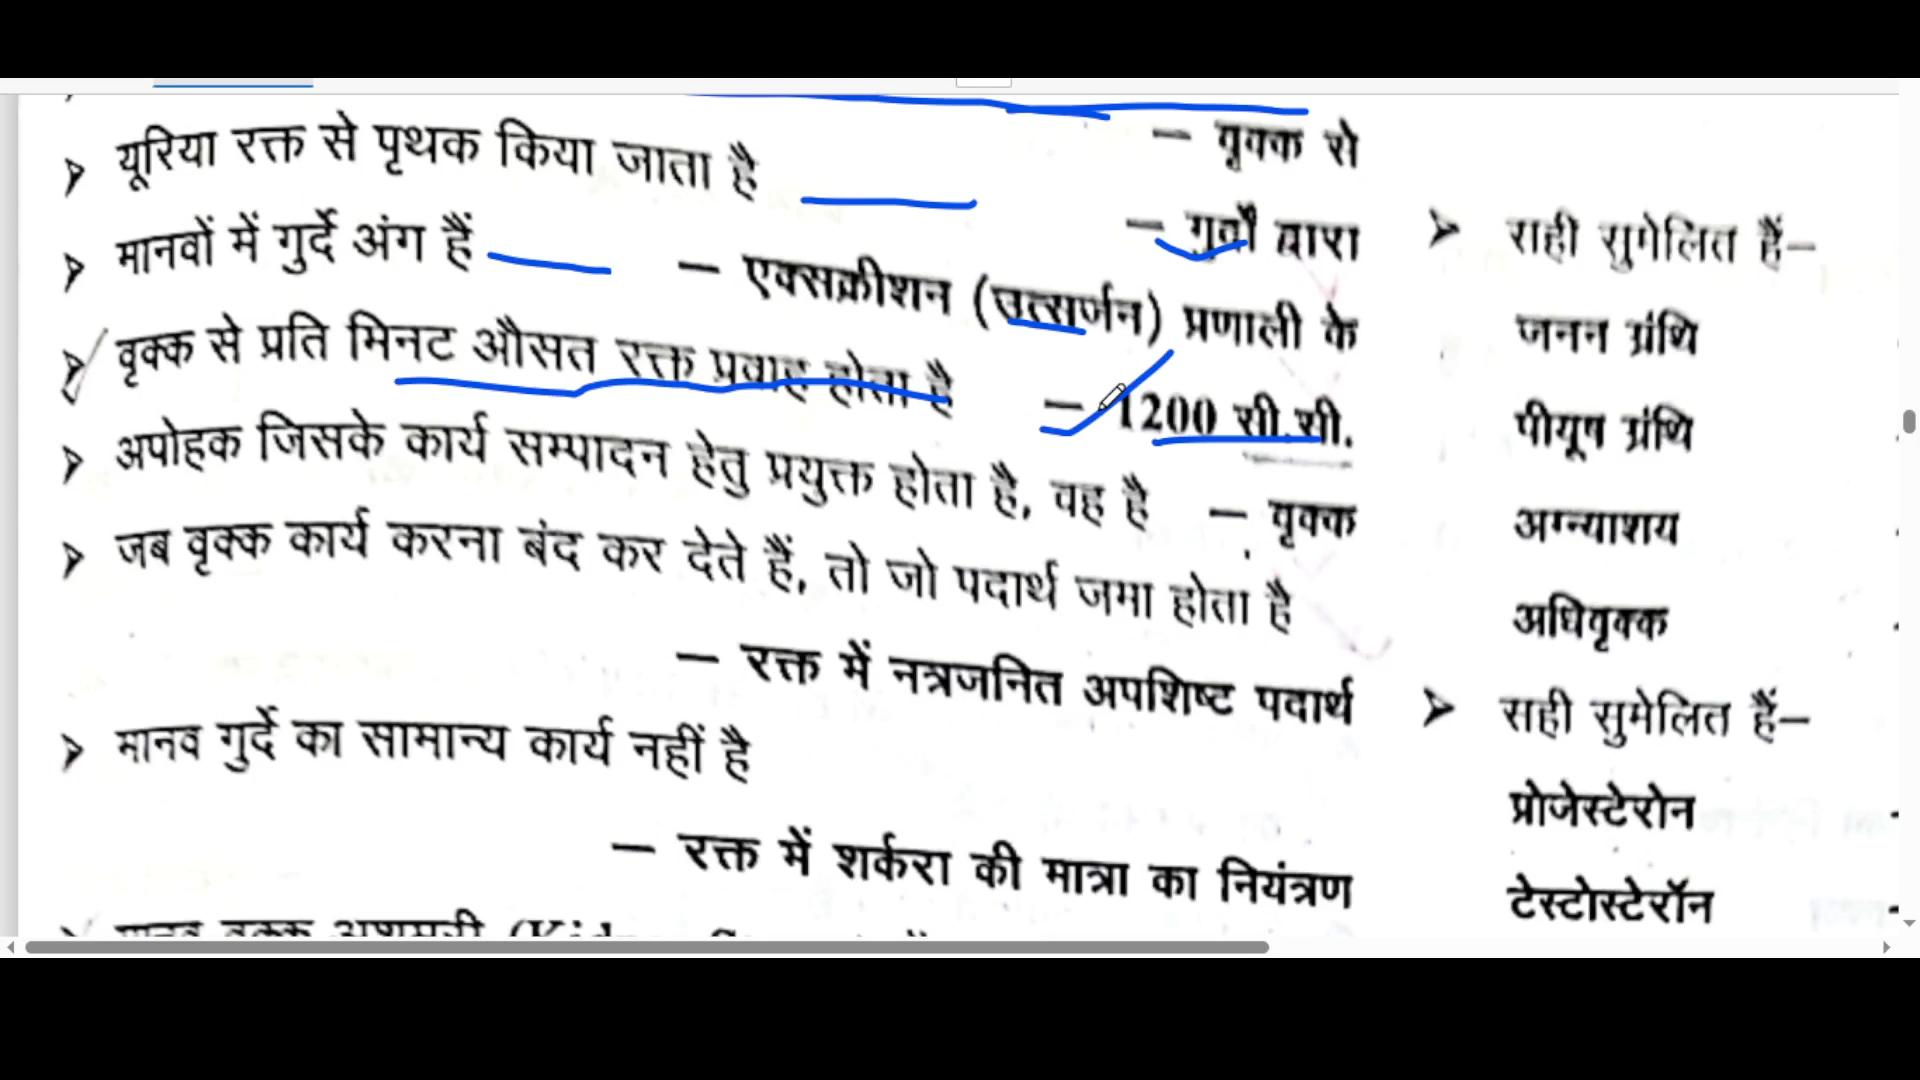 – वृक्क से
➤ यूरिया रक्त से पृथक किया जाता है
– गुर्दों द्वारा
➤ मानवों में गुर्दे अंग हैं
– एक्सक्रीशन (उत्सर्जन) प्रणाली के
➤ वृक्क से प्रति मिनट औसत रक्त प्रवाह होता है – 1200 सी.सी.
➤ अपोहक जिसके कार्य सम्पादन हेतु प्रयुक्त होता है, वह है – वृक्क
➤ जब वृक्क कार्य करना बंद कर देते हैं, तो जो पदार्थ जमा होता है
– रक्त में नत्रजनित अपशिष्ट पदार्थ
➤ मानव गुर्दे का सामान्य कार्य नहीं है
– रक्त में शर्करा की मात्रा का नियंत्रण
➤ सही सुमेलित हैं–
जनन ग्रंथि
पीयूष ग्रंथि
अग्न्याशय
अधिवृक्क
➤ सही सुमेलित हैं–
प्रोजेस्टेरोन
टेस्टोस्टेरॉन